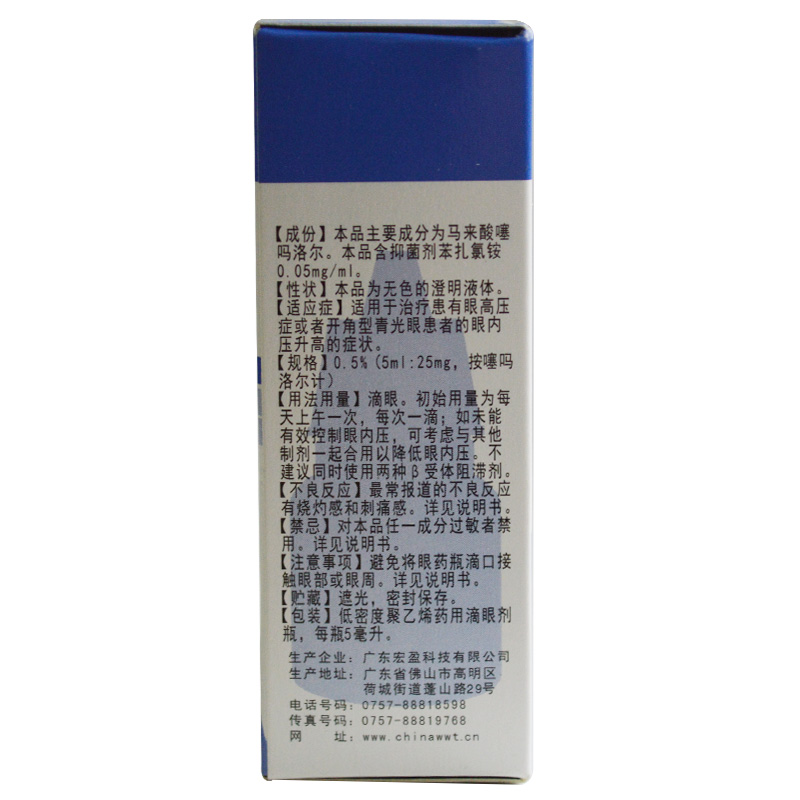 【成份】本品主要成分为马来酸噻
吗洛尔。本品含抑菌剂苯扎氯铵
0.05mg/ml。
【性状】本品为无色的澄明液体。
【适应症】适用于治疗患有眼高压
症或者开角型青光眼患者的眼内
压升高的症状。
【规格】0.5%(5ml:25mg，按噻吗
洛尔计)
【用法用量】滴眼。初始用量为每
天上午一次，每次一滴；如未能
有效控制眼内压，可考虑与其他
制剂一起合用以降低眼内压。不
建议同时使用两种β受体阻滞剂。
【不良反应】最常报道的不良反应
有烧灼感和刺痛感。详见说明书。
【禁忌】对本品任一成分过敏者禁
用。详见说明书。
【注意事项】避免将眼药瓶滴口接
触眼部或眼周。详见说明书。
【贮藏】遮光，密封保存。
【包装】低密度聚乙烯药用滴眼剂
瓶，每瓶5毫升。
生产企业：广东宏盈科技有限公司
生产地址：广东省佛山市高明区
荷城街道蓬山路29号
电话号码：0757-88818598
传真号码：0757-88819768
网 址：www.chinawwt.cn